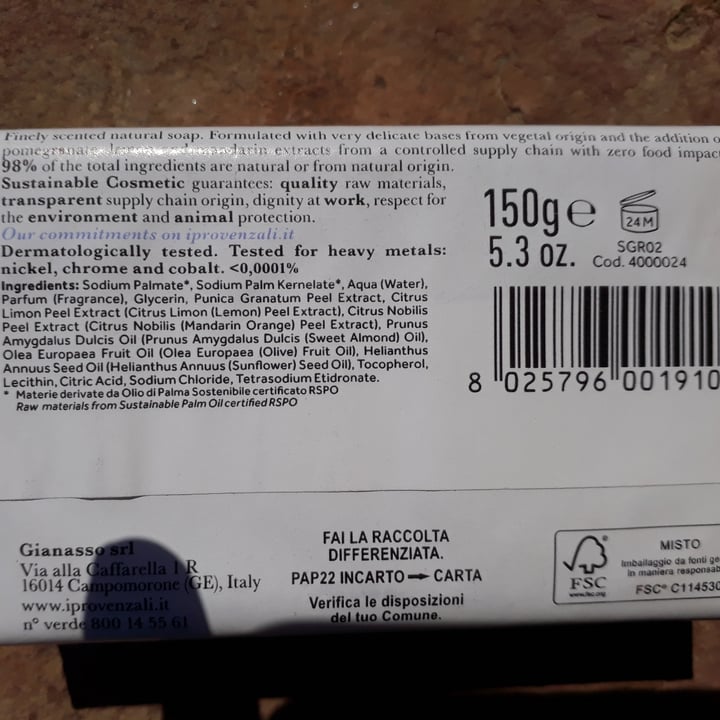 Finely scented natural soap. Formulated with very delicate bases from vegetal origin and the addition o
extracts from a controlled supply chain with zero food impac
98% of the total ingredients are natural or from natural origin.
Sustainable Cosmetic guarantees: quality raw materials,
transparent supply chain origin, dignity at work, respect for
the environment and animal protection.
Our commitments on iprovenzali.it
Dermatologically tested. Tested for heavy metals:
nickel, chrome and cobalt. <0,0001%
Ingredients: Sodium Palmate*, Sodium Palm Kernelate*, Aqua (Water),
Parfum (Fragrance), Glycerin, Punica Granatum Peel Extract, Citrus
Limon Peel Extract (Citrus Limon (Lemon) Peel Extract), Citrus Nobilis
Peel Extract (Citrus Nobilis (Mandarin Orange) Peel Extract), Prunus
Amygdalus Dulcis Oil (Prunus Amygdalus Dulcis (Sweet Almond) Oil),
Olea Europaea Fruit Oil (Olea Europaea (Olive) Fruit Oil), Helianthus
Annuus Seed Oil (Helianthus Annuus (Sunflower) Seed Oil), Tocopherol,
Lecithin, Citric Acid, Sodium Chloride, Tetrasodium Etidronate.
* Materie derivate da Olio di Palma Sostenibile certificato RSPO
Raw materials from Sustainable Palm Oil certified RSPO
150g e
5.3 oz.
24M
SGR02
Cod. 4000024
8 025796 001910
Gianasso srl
Via alla Caffarella 1 R
16014 Campomorone (GE), Italy
www.iprovenzali.it
n° verde 800 14 55 61
FAI LA RACCOLTA
DIFFERENZIATA.
PAP22 INCARTO → CARTA
Verifica le disposizioni
del tuo Comune.
FSC
www.fsc.org
MISTO
Imballaggio da fonti ge
in maniera responsab
FSC® C114530